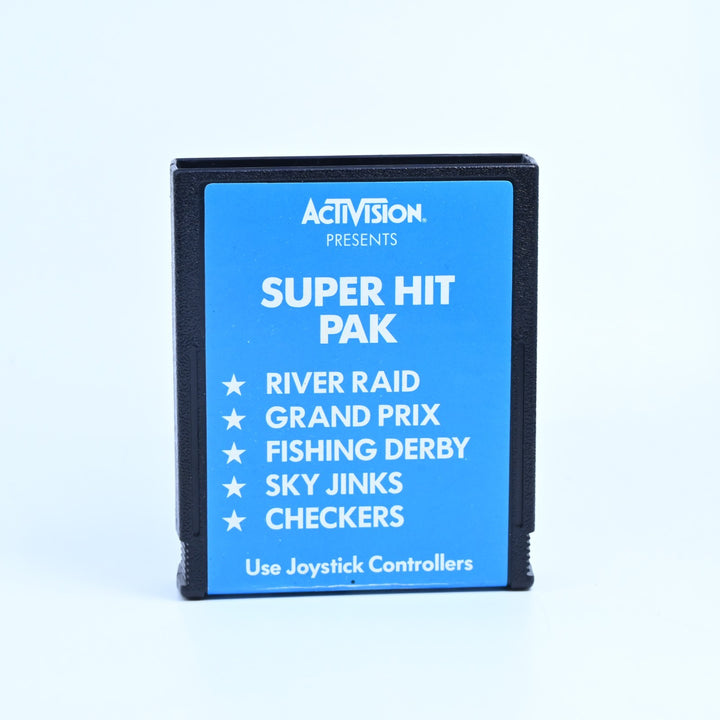 ACTIVISION®
PRESENTS
SUPER HIT
PAK
★ RIVER RAID
★ GRAND PRIX
★ FISHING DERBY
★ SKY JINKS
★ CHECKERS
Use Joystick Controllers